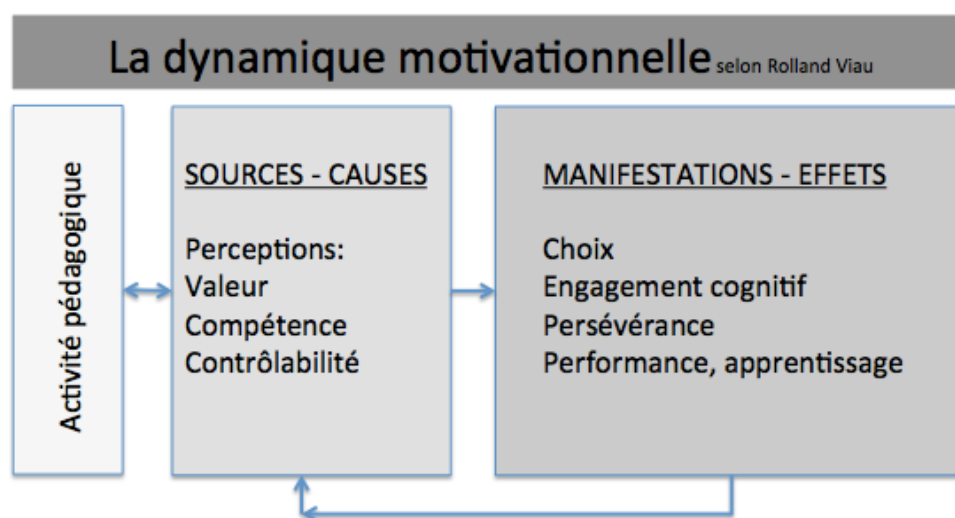 La dynamique motivationnelle selon Rolland Viau
Activité pédagogique
SOURCES - CAUSES
Perceptions:
Valeur
Compétence
Contrôlabilité
MANIFESTATIONS - EFFETS
Choix
Engagement cognitif
Persévérance
Performance, apprentissage